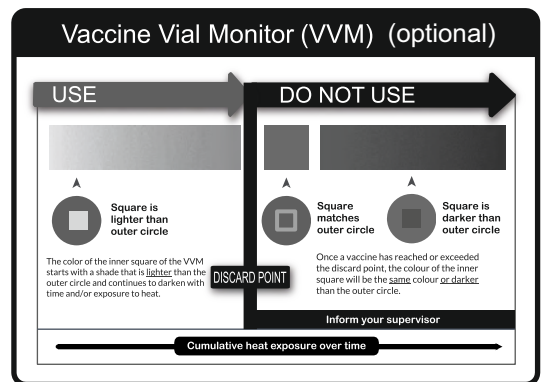 Vaccine Vial Monitor (VVM) (optional)
USE
DO NOT USE
Square is
lighter than
outer circle
Square
matches
outer circle
Square is
darker than
outer circle
The color of the inner square of the VVM
starts with a shade that is lighter than the
outer circle and continues to darken with
time and/or exposure to heat.
DISCARD POINT
Once a vaccine has reached or exceeded
the discard point, the colour of the inner
square will be the same colour or darker
than the outer circle.
Inform your supervisor
Cumulative heat exposure over time